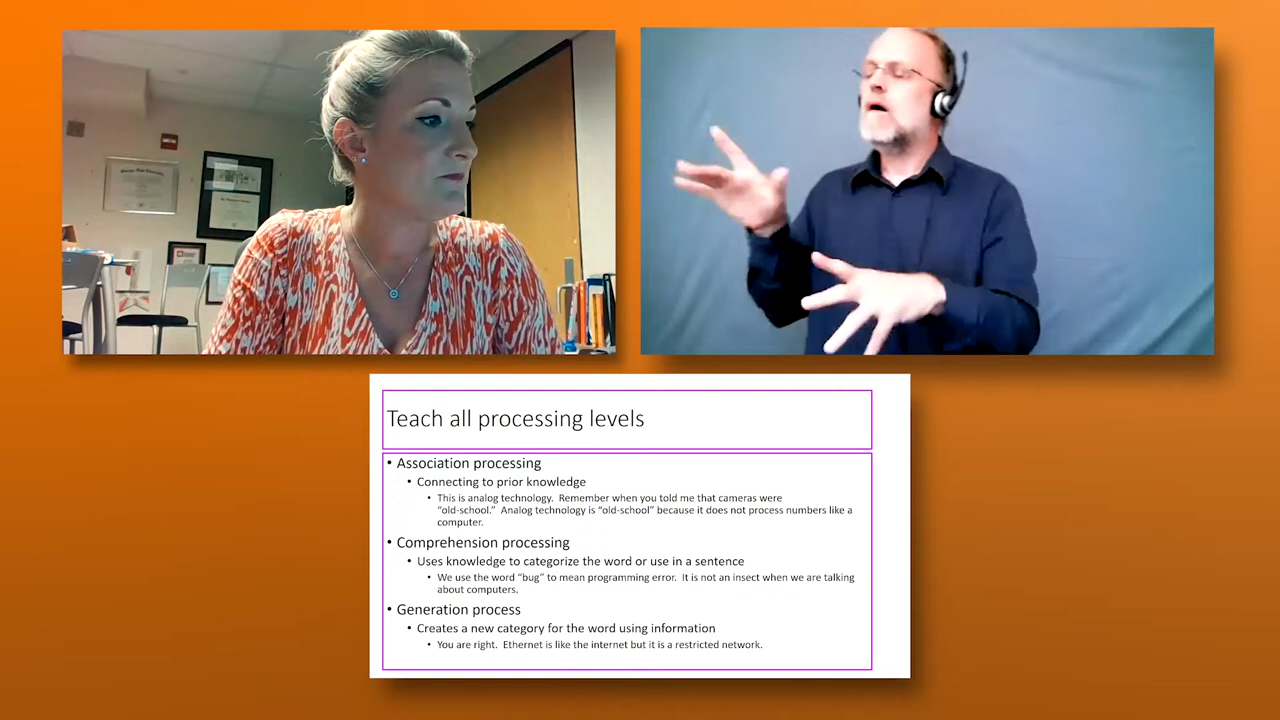 Teach all processing levels
• Association processing
• Connecting to prior knowledge
• This is analog technology.  Remember when you told me that cameras were
“old-school.”  Analog technology is “old-school” because it does not process numbers like a
computer.
• Comprehension processing
• Uses knowledge to categorize the word or use in a sentence
• We use the word “bug” to mean programming error.  It is not an insect when we are talking
about computers.
• Generation process
• Creates a new category for the word using information
• You are right.  Ethernet is like the internet but it is a restricted network.